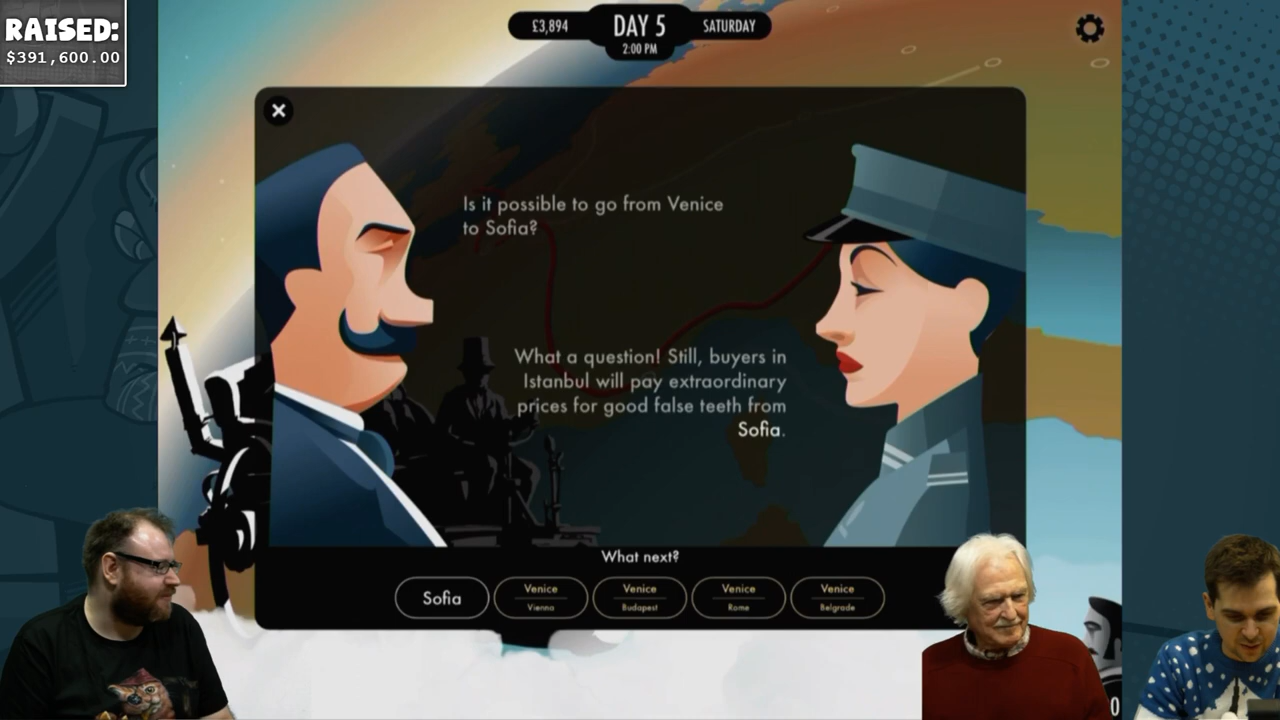 RAISED:
$391,600.00
£3,894
DAY 5
SATURDAY
2:00 PM
Is it possible to go from Venice
to Sofia?
What a question! Still, buyers in
Istanbul will pay extraordinary
prices for good false teeth from
Sofia.
What next?
Sofia
Venice
Vienna
Venice
Budapest
Venice
Rome
Venice
Belgrade
0